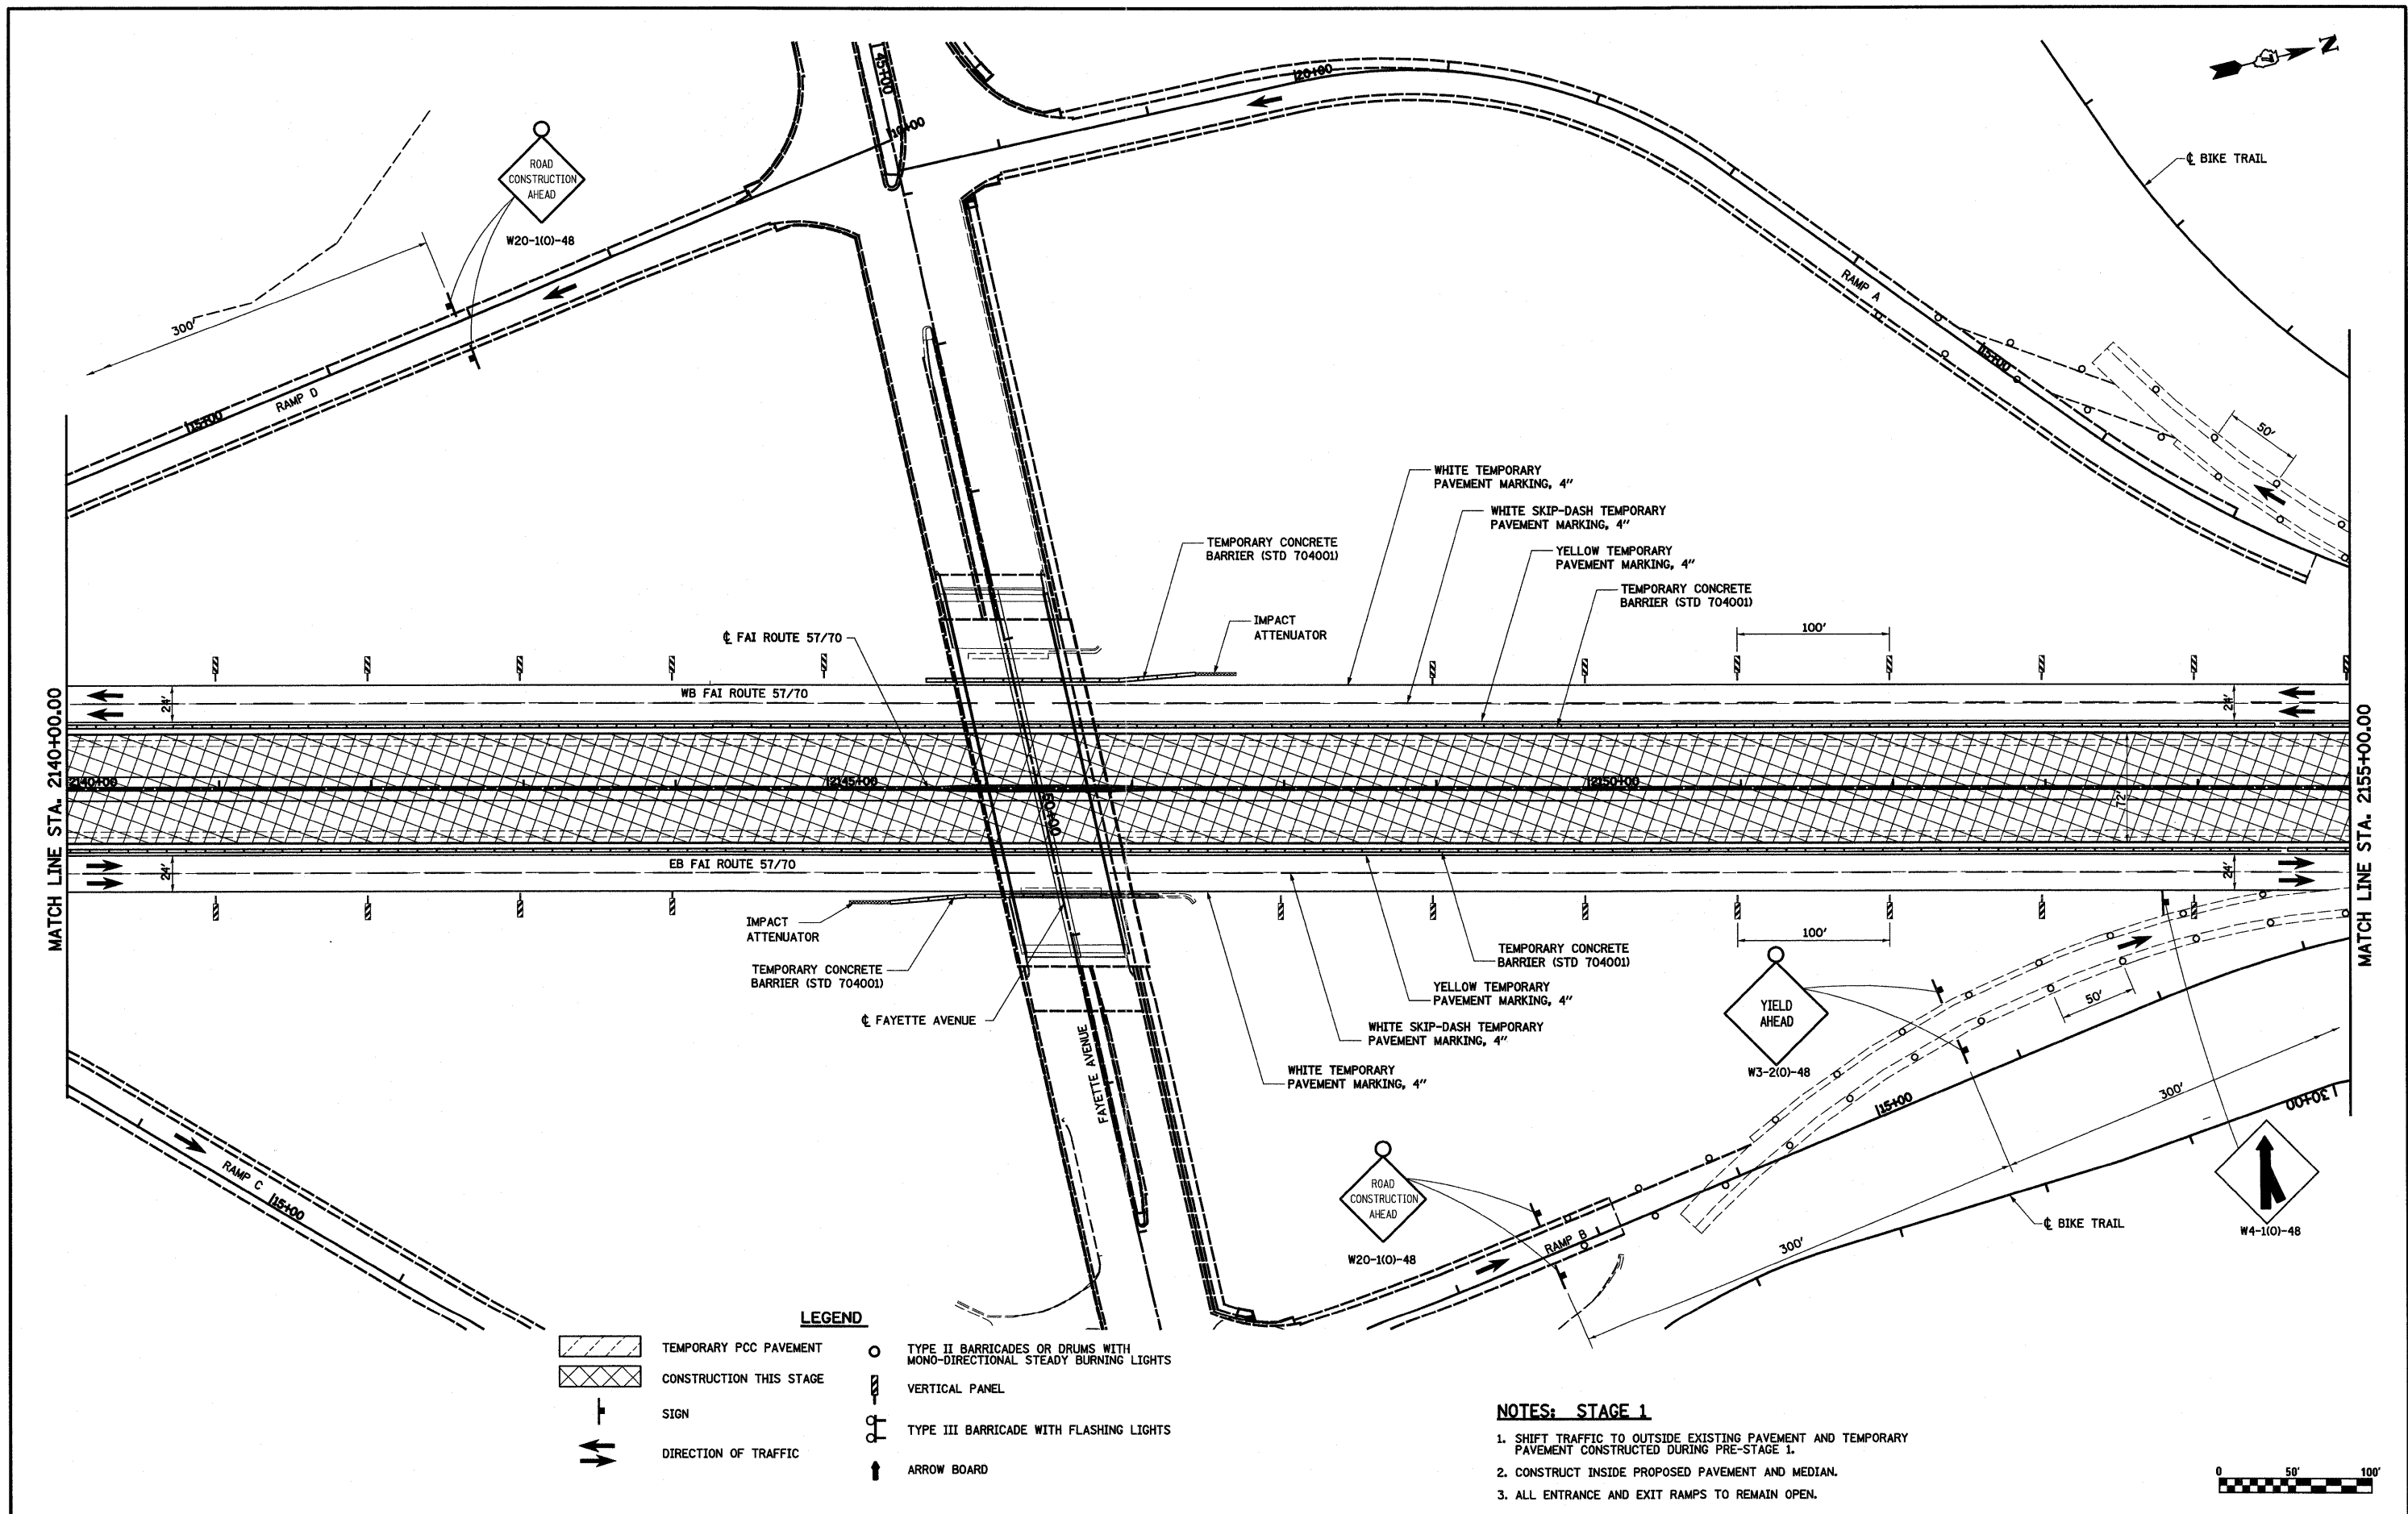 N
45+00
10+00
20+00
℄ BIKE TRAIL
ROAD
CONSTRUCTION
AHEAD
W20-1(O)-48
300'
RAMP A
15+00
50'
RAMP D
15+00
WHITE TEMPORARY
PAVEMENT MARKING, 4"
WHITE SKIP-DASH TEMPORARY
PAVEMENT MARKING, 4"
YELLOW TEMPORARY
PAVEMENT MARKING, 4"
TEMPORARY CONCRETE
BARRIER (STD 704001)
TEMPORARY CONCRETE
BARRIER (STD 704001)
IMPACT
ATTENUATOR
100'
℄ FAI ROUTE 57/70
WB FAI ROUTE 57/70
24'
24'
MATCH LINE STA. 2140+00.00
MATCH LINE STA. 2155+00.00
2140+00
2145+00
2150+00
50+00
72'
EB FAI ROUTE 57/70
24'
24'
IMPACT
ATTENUATOR
TEMPORARY CONCRETE
BARRIER (STD 704001)
℄ FAYETTE AVENUE
FAYETTE AVENUE
100'
TEMPORARY CONCRETE
BARRIER (STD 704001)
YELLOW TEMPORARY
PAVEMENT MARKING, 4"
WHITE SKIP-DASH TEMPORARY
PAVEMENT MARKING, 4"
WHITE TEMPORARY
PAVEMENT MARKING, 4"
YIELD
AHEAD
W3-2(O)-48
50'
15+00
300'
30+00
W4-1(O)-48
℄ BIKE TRAIL
300'
ROAD
CONSTRUCTION
AHEAD
W20-1(O)-48
RAMP B
RAMP C
15+00
LEGEND
TEMPORARY PCC PAVEMENT
CONSTRUCTION THIS STAGE
SIGN
DIRECTION OF TRAFFIC
TYPE II BARRICADES OR DRUMS WITH
MONO-DIRECTIONAL STEADY BURNING LIGHTS
VERTICAL PANEL
TYPE III BARRICADE WITH FLASHING LIGHTS
ARROW BOARD
NOTES: STAGE 1
1. SHIFT TRAFFIC TO OUTSIDE EXISTING PAVEMENT AND TEMPORARY
PAVEMENT CONSTRUCTED DURING PRE-STAGE 1.
2. CONSTRUCT INSIDE PROPOSED PAVEMENT AND MEDIAN.
3. ALL ENTRANCE AND EXIT RAMPS TO REMAIN OPEN.
0 50' 100'